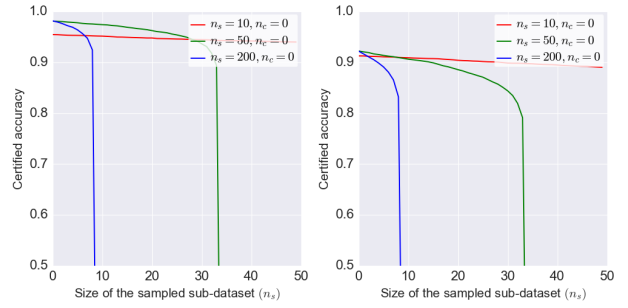 1.0
0.9
0.8
0.7
0.6
0.5
Certified accuracy
0 10 20 30 40 50
Size of the sampled sub-dataset (n_s)
n_s = 10, n_c = 0
n_s = 50, n_c = 0
n_s = 200, n_c = 0
1.0
0.9
0.8
0.7
0.6
0.5
Certified accuracy
0 10 20 30 40 50
Size of the sampled sub-dataset (n_s)
n_s = 10, n_c = 0
n_s = 50, n_c = 0
n_s = 200, n_c = 0